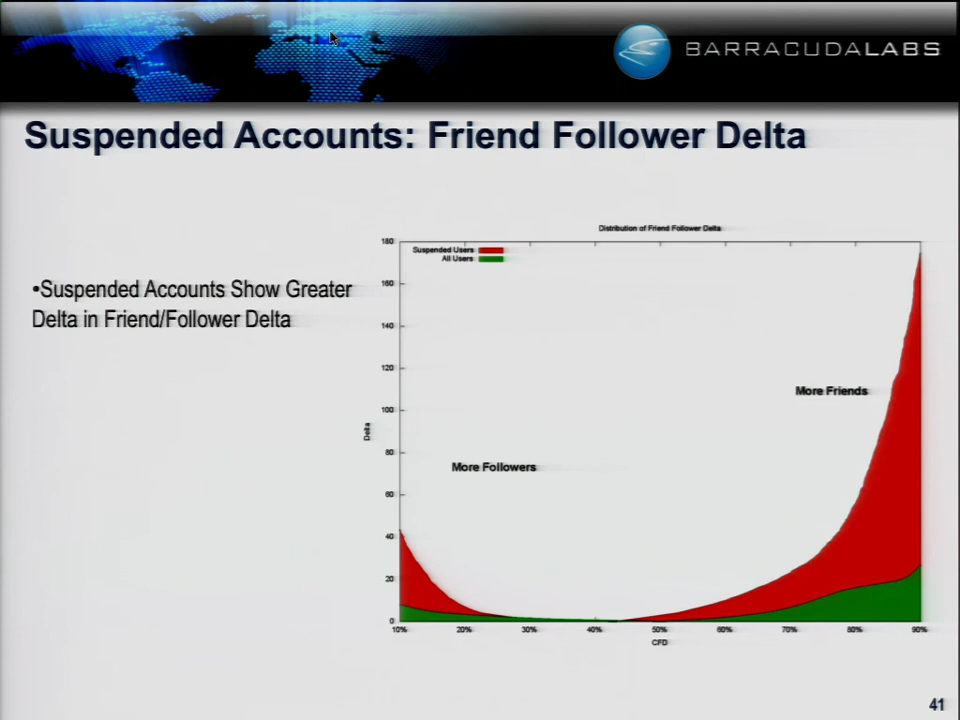 BARRACUDALABS
Suspended Accounts: Friend Follower Delta
•Suspended Accounts Show Greater
Delta in Friend/Follower Delta
Distribution of Friend Follower Delta
180
160
140
120
100
80
60
40
20
0
Delta
Suspended Users
All Users
More Friends
More Followers
10% 20% 30% 40% 50% 60% 70% 80% 90%
CFD
41